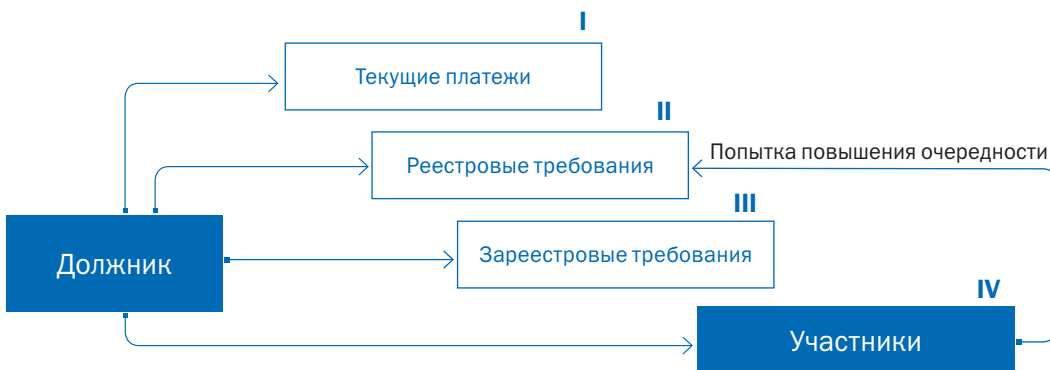 I
Текущие платежи
II
Реестровые требования
Попытка повышения очередности
III
Зареестровые требования
Должник
IV
Участники